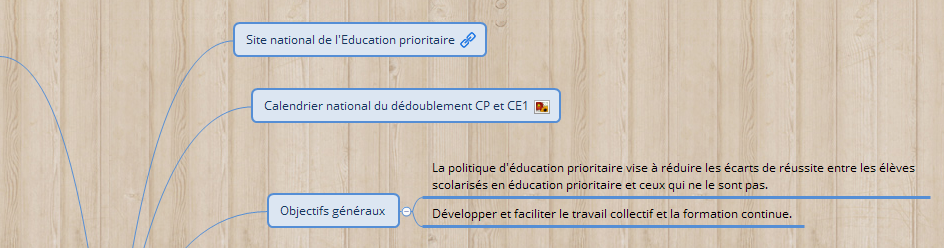 Site national de l'Education prioritaire
Calendrier national du dédoublement CP et CE1
La politique d'éducation prioritaire vise à réduire les écarts de réussite entre les élèves
scolarisés en éducation prioritaire et ceux qui ne le sont pas.
Objectifs généraux
Développer et faciliter le travail collectif et la formation continue.